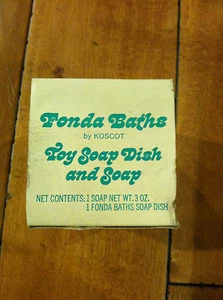 Fonda Baths
by KOSCOT
Toy Soap Dish
and Soap
NET CONTENTS: 1 SOAP NET WT. 3 OZ.
1 FONDA BATHS SOAP DISH